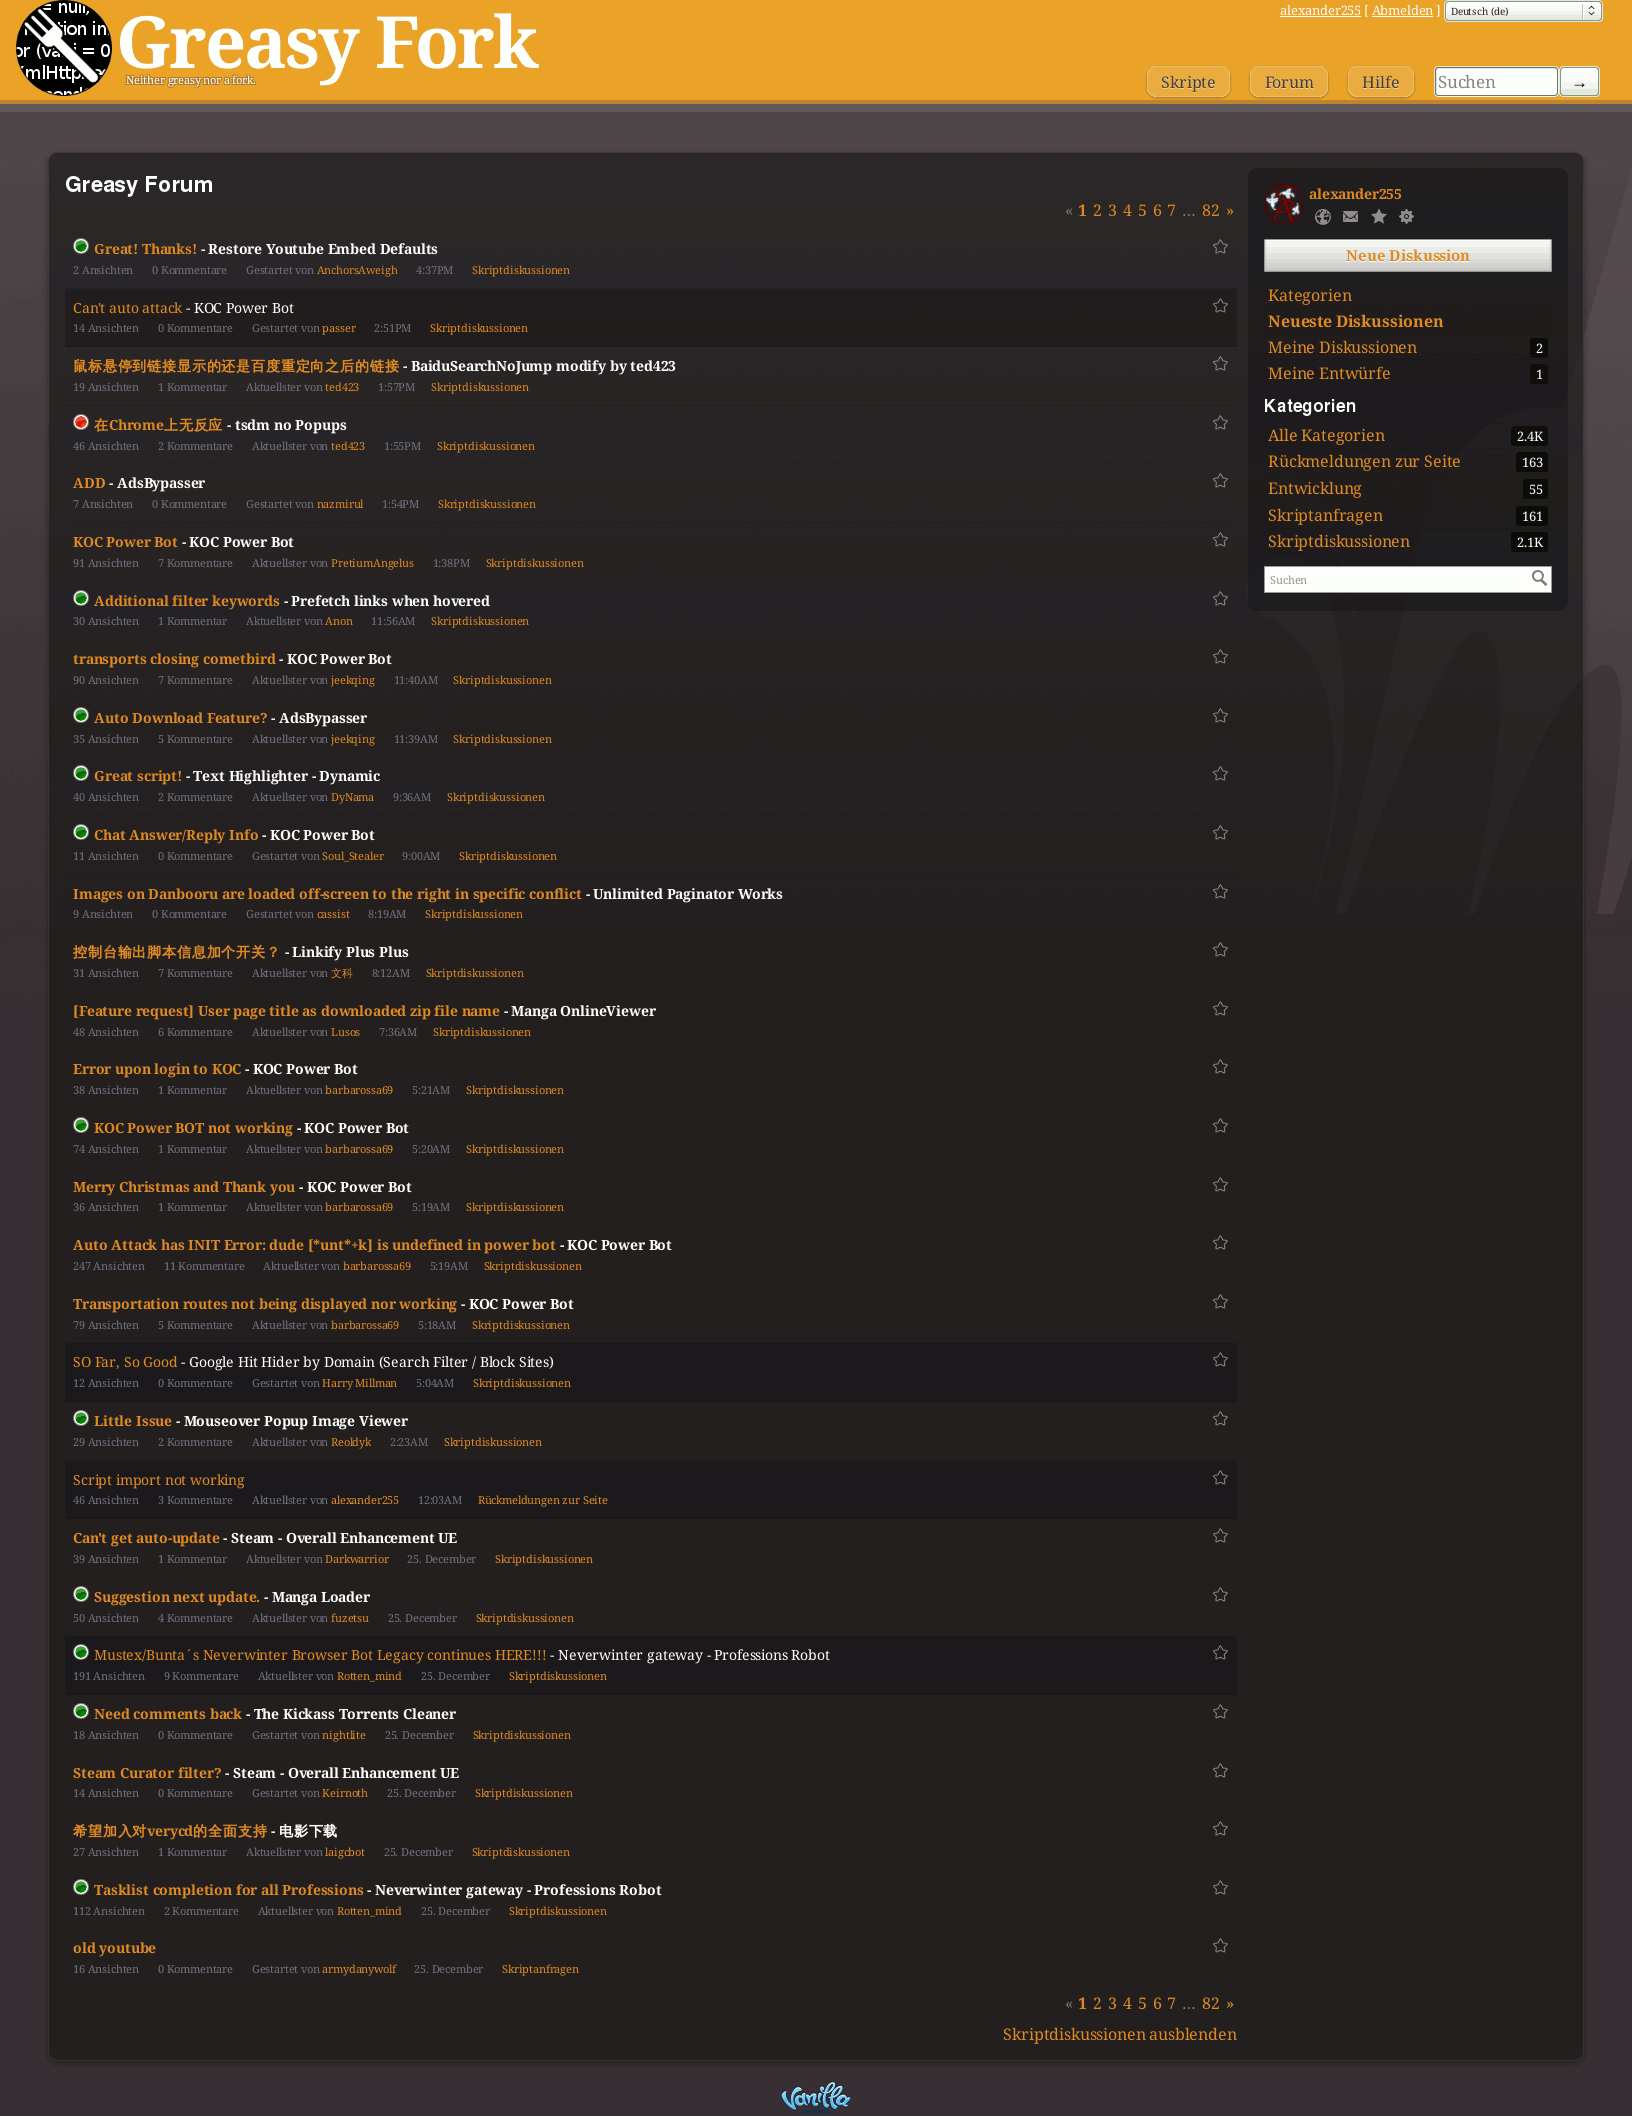 = null,
tion in
or (va i = 0
mlHttp
Greasy Fork
Neither greasy nor a fork.
alexander255 [ Abmelden ] Deutsch (de)
Skripte Forum Hilfe Suchen →
Greasy Forum
« 1 2 3 4 5 6 7 … 82 »
Great! Thanks! - Restore Youtube Embed Defaults
2 Ansichten 0 Kommentare Gestartet von AnchorsAweigh 4:37PM Skriptdiskussionen
Can't auto attack - KOC Power Bot
14 Ansichten 0 Kommentare Gestartet von passer 2:51PM Skriptdiskussionen
鼠标悬停到链接显示的还是百度重定向之后的链接 - BaiduSearchNoJump modify by ted423
19 Ansichten 1 Kommentar Aktuellster von ted423 1:57PM Skriptdiskussionen
在Chrome上无反应 - tsdm no Popups
46 Ansichten 2 Kommentare Aktuellster von ted423 1:55PM Skriptdiskussionen
ADD - AdsBypasser
7 Ansichten 0 Kommentare Gestartet von nazmirul 1:54PM Skriptdiskussionen
KOC Power Bot - KOC Power Bot
91 Ansichten 7 Kommentare Aktuellster von PretiumAngelus 1:38PM Skriptdiskussionen
Additional filter keywords - Prefetch links when hovered
30 Ansichten 1 Kommentar Aktuellster von Anon 11:56AM Skriptdiskussionen
transports closing cometbird - KOC Power Bot
90 Ansichten 7 Kommentare Aktuellster von jeekqing 11:40AM Skriptdiskussionen
Auto Download Feature? - AdsBypasser
35 Ansichten 5 Kommentare Aktuellster von jeekqing 11:39AM Skriptdiskussionen
Great script! - Text Highlighter - Dynamic
40 Ansichten 2 Kommentare Aktuellster von DyNama 9:36AM Skriptdiskussionen
Chat Answer/Reply Info - KOC Power Bot
11 Ansichten 0 Kommentare Gestartet von Soul_Stealer 9:00AM Skriptdiskussionen
Images on Danbooru are loaded off-screen to the right in specific conflict - Unlimited Paginator Works
9 Ansichten 0 Kommentare Gestartet von cassist 8:19AM Skriptdiskussionen
控制台输出脚本信息加个开关？ - Linkify Plus Plus
31 Ansichten 7 Kommentare Aktuellster von 文科 8:12AM Skriptdiskussionen
[Feature request] User page title as downloaded zip file name - Manga OnlineViewer
48 Ansichten 6 Kommentare Aktuellster von Lusos 7:36AM Skriptdiskussionen
Error upon login to KOC - KOC Power Bot
38 Ansichten 1 Kommentar Aktuellster von barbarossa69 5:21AM Skriptdiskussionen
KOC Power BOT not working - KOC Power Bot
74 Ansichten 1 Kommentar Aktuellster von barbarossa69 5:20AM Skriptdiskussionen
Merry Christmas and Thank you - KOC Power Bot
36 Ansichten 1 Kommentar Aktuellster von barbarossa69 5:19AM Skriptdiskussionen
Auto Attack has INIT Error: dude [*unt*+k] is undefined in power bot - KOC Power Bot
247 Ansichten 11 Kommentare Aktuellster von barbarossa69 5:19AM Skriptdiskussionen
Transportation routes not being displayed nor working - KOC Power Bot
79 Ansichten 5 Kommentare Aktuellster von barbarossa69 5:18AM Skriptdiskussionen
SO Far, So Good - Google Hit Hider by Domain (Search Filter / Block Sites)
12 Ansichten 0 Kommentare Gestartet von Harry Millman 5:04AM Skriptdiskussionen
Little Issue - Mouseover Popup Image Viewer
29 Ansichten 2 Kommentare Aktuellster von Reoldyk 2:23AM Skriptdiskussionen
Script import not working
46 Ansichten 3 Kommentare Aktuellster von alexander255 12:03AM Rückmeldungen zur Seite
Can't get auto-update - Steam - Overall Enhancement UE
39 Ansichten 1 Kommentar Aktuellster von Darkwarrior 25. December Skriptdiskussionen
Suggestion next update. - Manga Loader
50 Ansichten 4 Kommentare Aktuellster von fuzetsu 25. December Skriptdiskussionen
Mustex/Bunta´s Neverwinter Browser Bot Legacy continues HERE!!! - Neverwinter gateway - Professions Robot
191 Ansichten 9 Kommentare Aktuellster von Rotten_mind 25. December Skriptdiskussionen
Need comments back - The Kickass Torrents Cleaner
18 Ansichten 0 Kommentare Gestartet von nightlite 25. December Skriptdiskussionen
Steam Curator filter? - Steam - Overall Enhancement UE
14 Ansichten 0 Kommentare Gestartet von Keirnoth 25. December Skriptdiskussionen
希望加入对verycd的全面支持 - 电影下载
27 Ansichten 1 Kommentar Aktuellster von laigcbot 25. December Skriptdiskussionen
Tasklist completion for all Professions - Neverwinter gateway - Professions Robot
112 Ansichten 2 Kommentare Aktuellster von Rotten_mind 25. December Skriptdiskussionen
old youtube
16 Ansichten 0 Kommentare Gestartet von armydanywolf 25. December Skriptanfragen
« 1 2 3 4 5 6 7 … 82 »
Skriptdiskussionen ausblenden
alexander255
Neue Diskussion
Kategorien
Neueste Diskussionen
Meine Diskussionen 2
Meine Entwürfe 1
Kategorien
Alle Kategorien 2.4K
Rückmeldungen zur Seite 163
Entwicklung 55
Skriptanfragen 161
Skriptdiskussionen 2.1K
Suchen
Vanilla